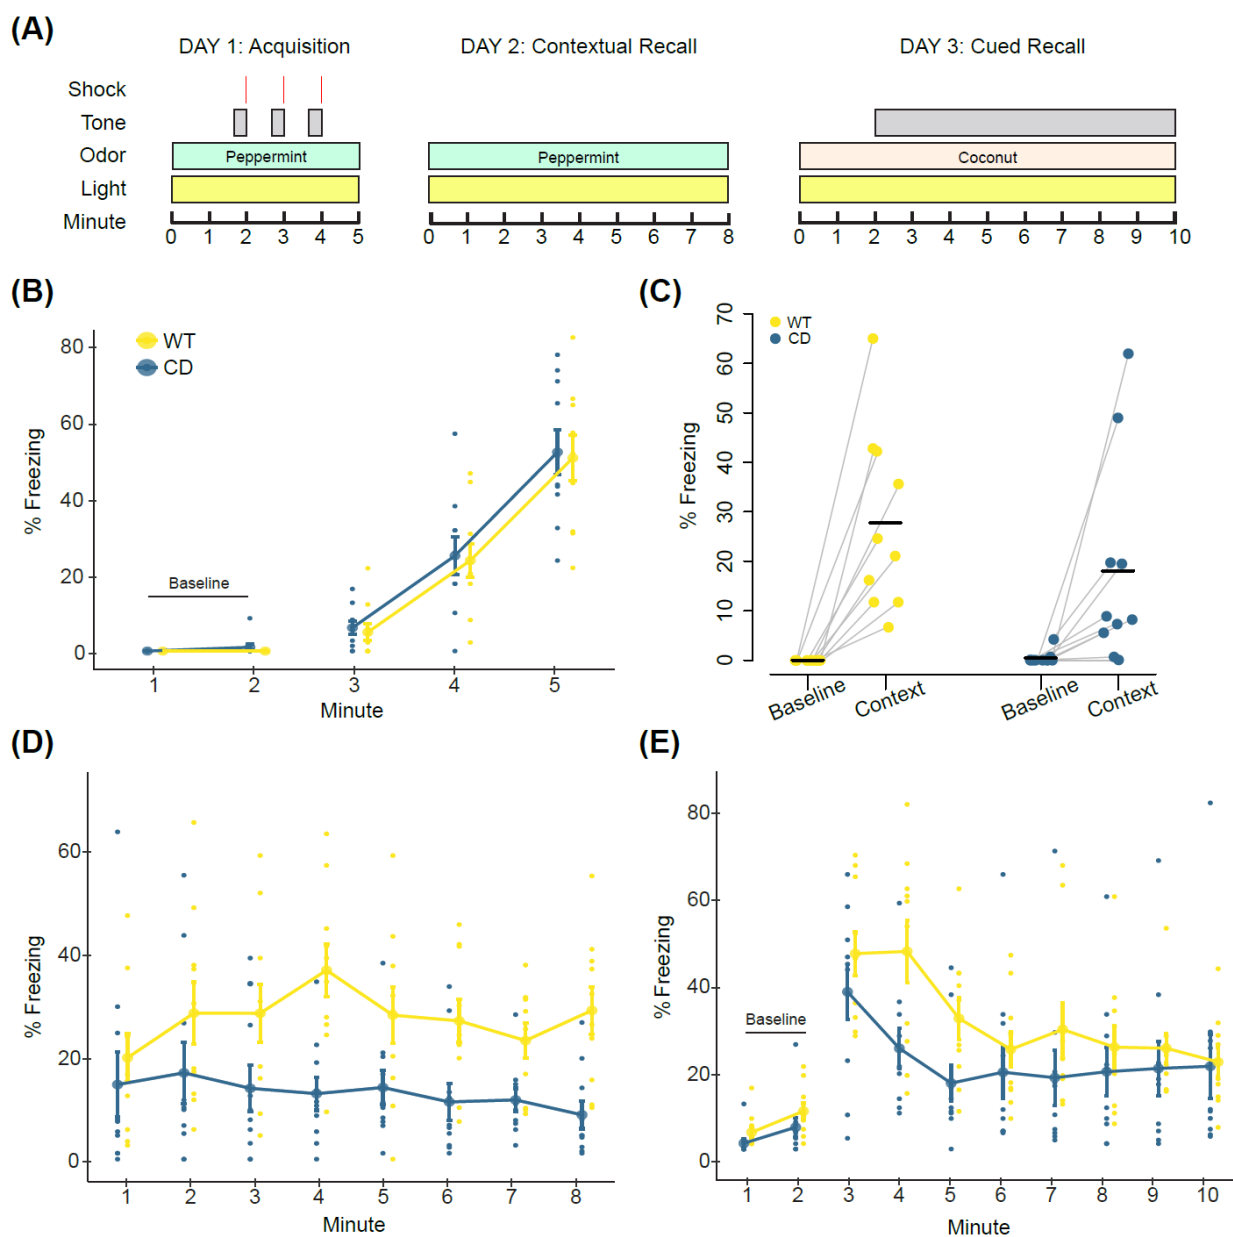 (A)
DAY 1: Acquisition
DAY 2: Contextual Recall
DAY 3: Cued Recall
Shock
Tone
Odor
Peppermint
Peppermint
Coconut
Light
Minute
0 1 2 3 4 5
0 1 2 3 4 5 6 7 8
0 1 2 3 4 5 6 7 8 9 10
(B)
WT
CD
% Freezing
80
60
40
20
0
Baseline
1 2 3 4 5
Minute
(C)
WT
CD
% Freezing
70
60
50
40
30
20
10
0
Baseline
Context
Baseline
Context
(D)
% Freezing
60
40
20
0
1 2 3 4 5 6 7 8
Minute
(E)
% Freezing
80
60
40
20
0
Baseline
1 2 3 4 5 6 7 8 9 10
Minute